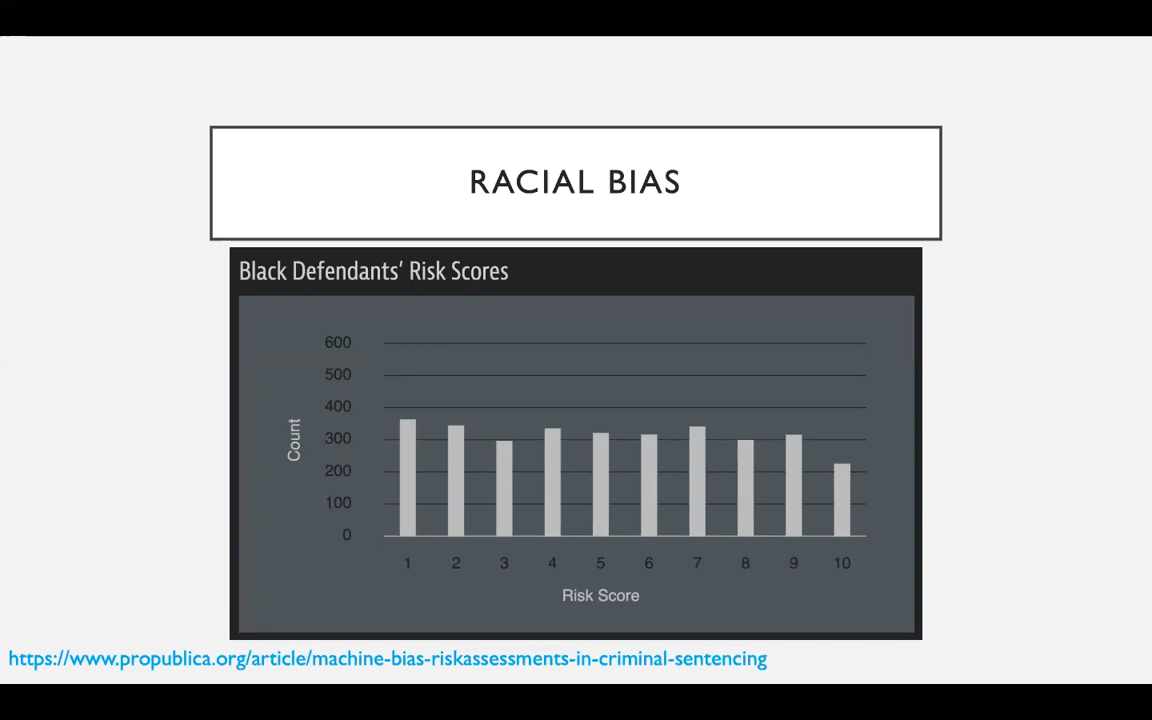 RACIAL BIAS
Black Defendants' Risk Scores
600
500
400
300
200
100
0
Count
1 2 3 4 5 6 7 8 9 10
Risk Score
https://www.propublica.org/article/machine-bias-riskassessments-in-criminal-sentencing